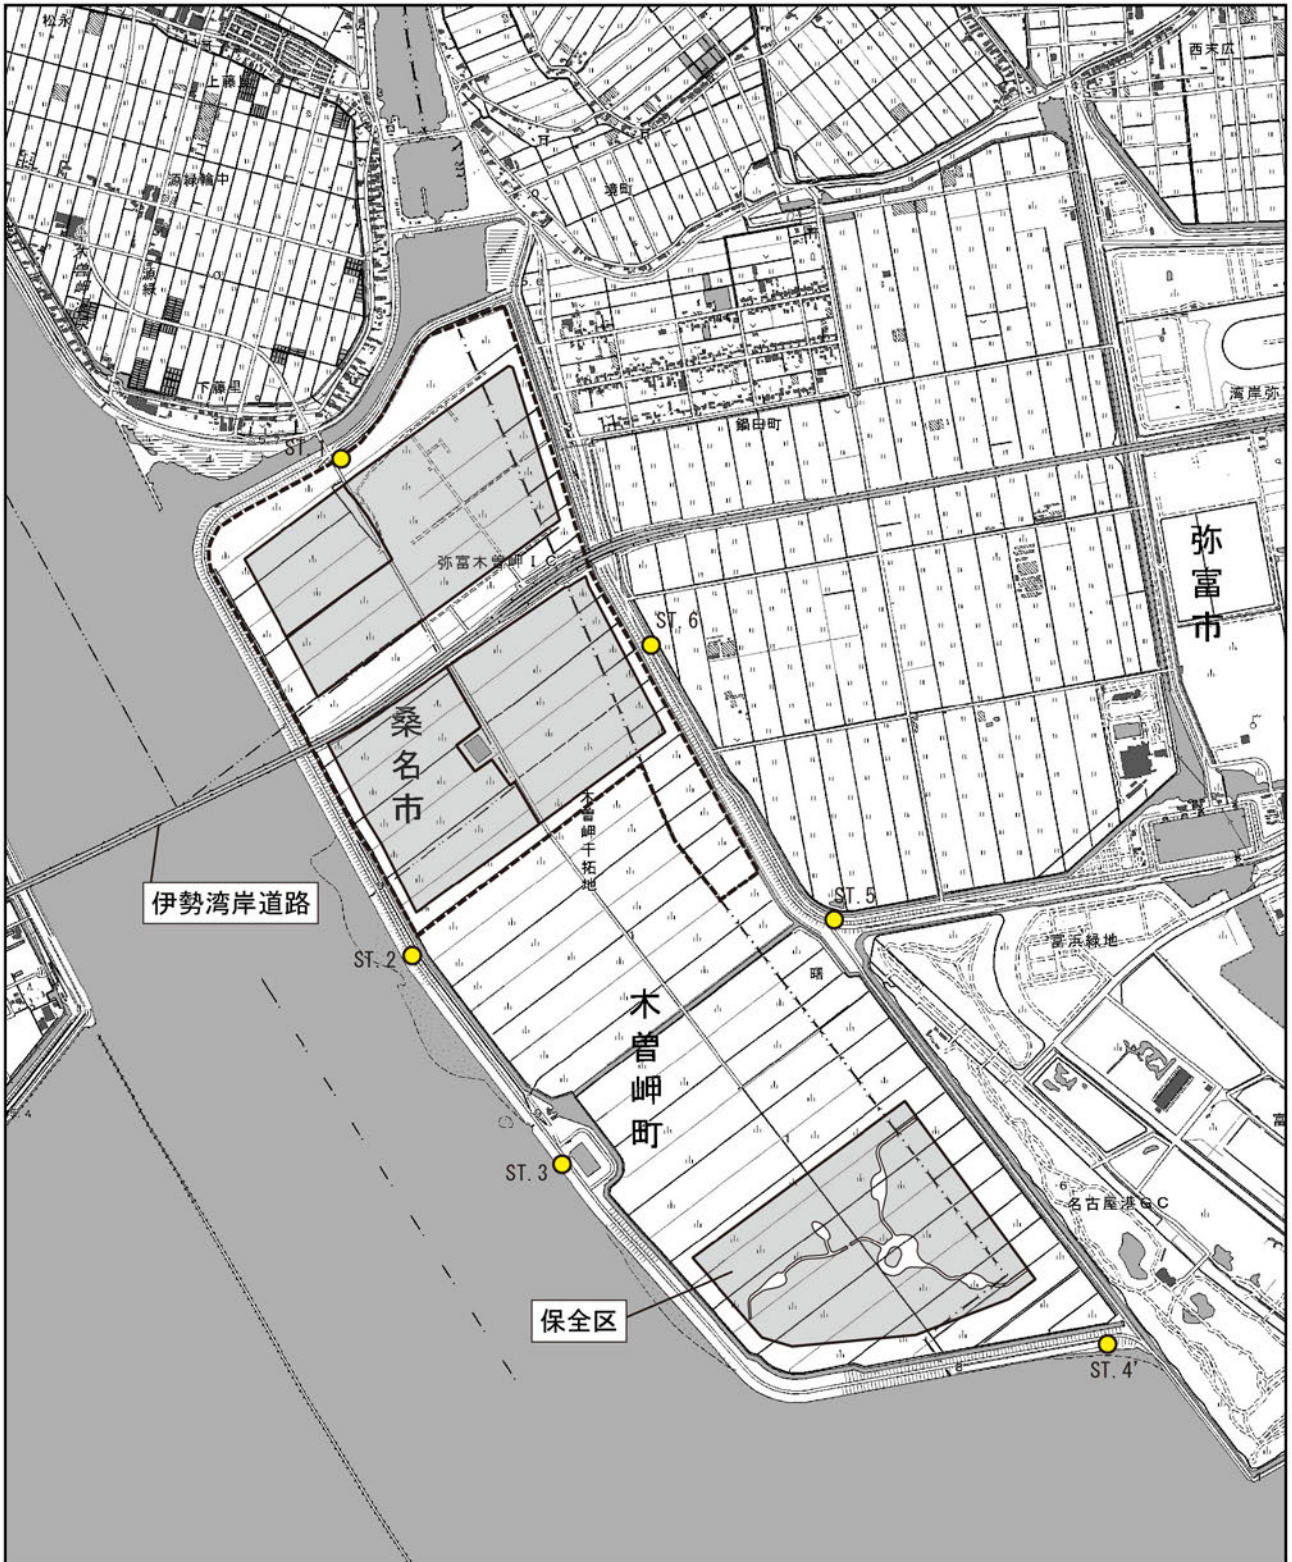 松永
西末広
上藤里
源緑輪中
境町
源緑
木曽岬
下藤里
湾岸弥
鍋田町
ST. 1
弥富木曽岬IC
弥富市
ST. 6
桑名市
木曽岬干拓地
伊勢湾岸道路
ST. 5
富浜緑地
ST. 2
曙
木曽岬町
富
ST. 3
名古屋港GC
保全区
ST. 4'